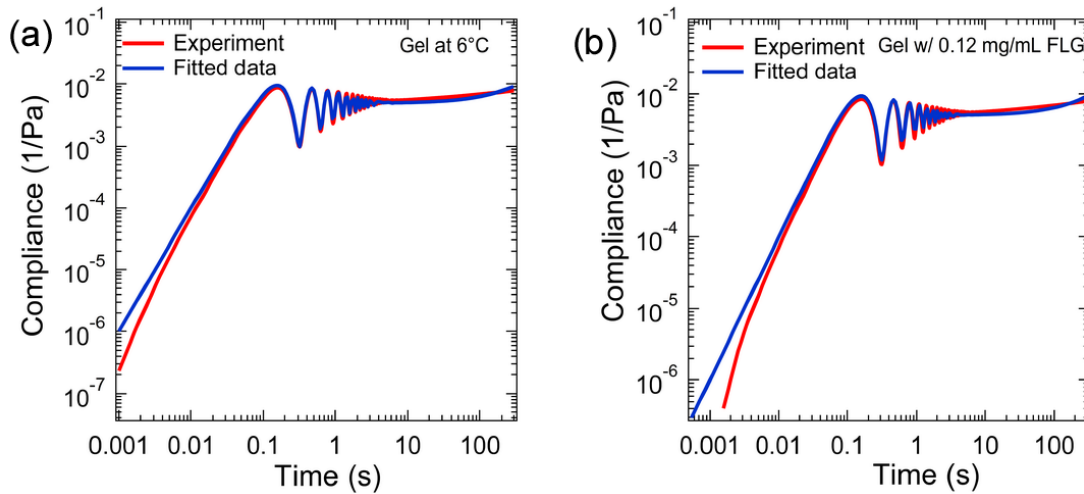 (a)
Experiment
Fitted data
Gel at 6°C
Compliance (1/Pa)
10-1
10-2
10-3
10-4
10-5
10-6
10-7
0.001 0.01 0.1 1 10 100
Time (s)
(b)
Experiment
Fitted data
Gel w/ 0.12 mg/mL FLG
Compliance (1/Pa)
10-1
10-2
10-3
10-4
10-5
10-6
0.001 0.01 0.1 1 10 100
Time (s)